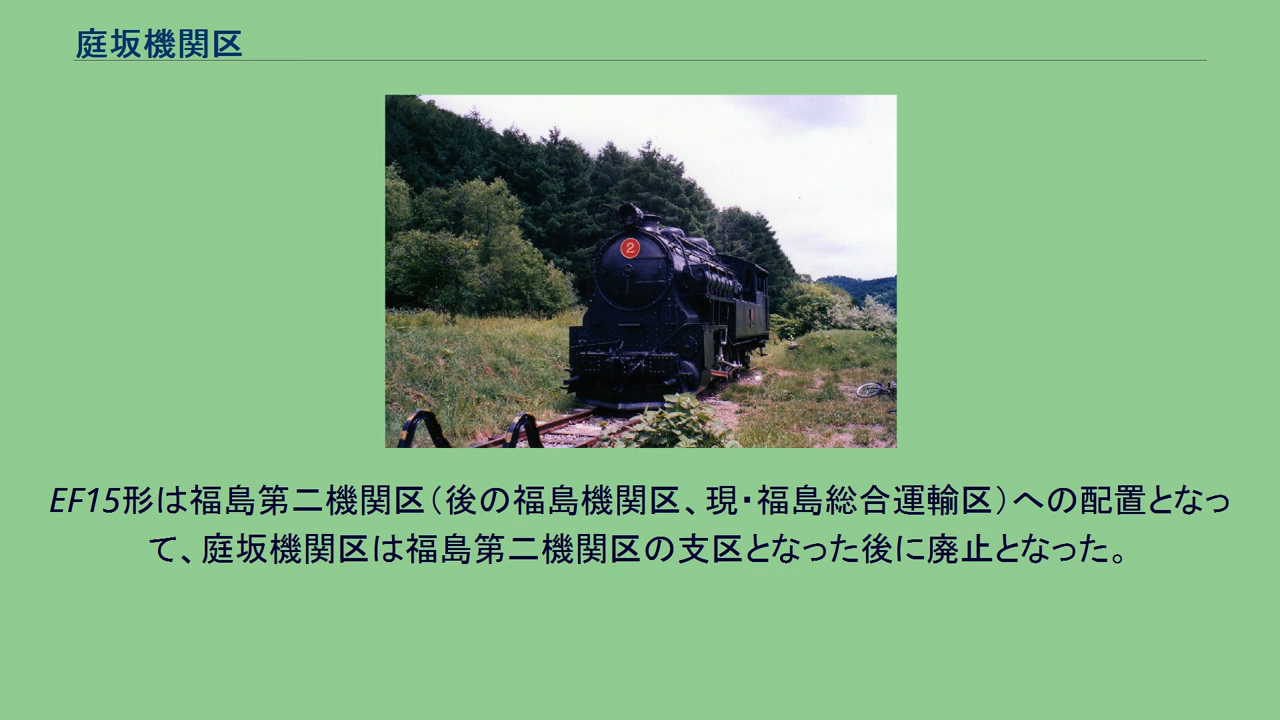 庭坂機関区
2
EF15形は福島第二機関区（後の福島機関区、現・福島総合運輸区）への配置となっ
て、庭坂機関区は福島第二機関区の支区となった後に廃止となった。